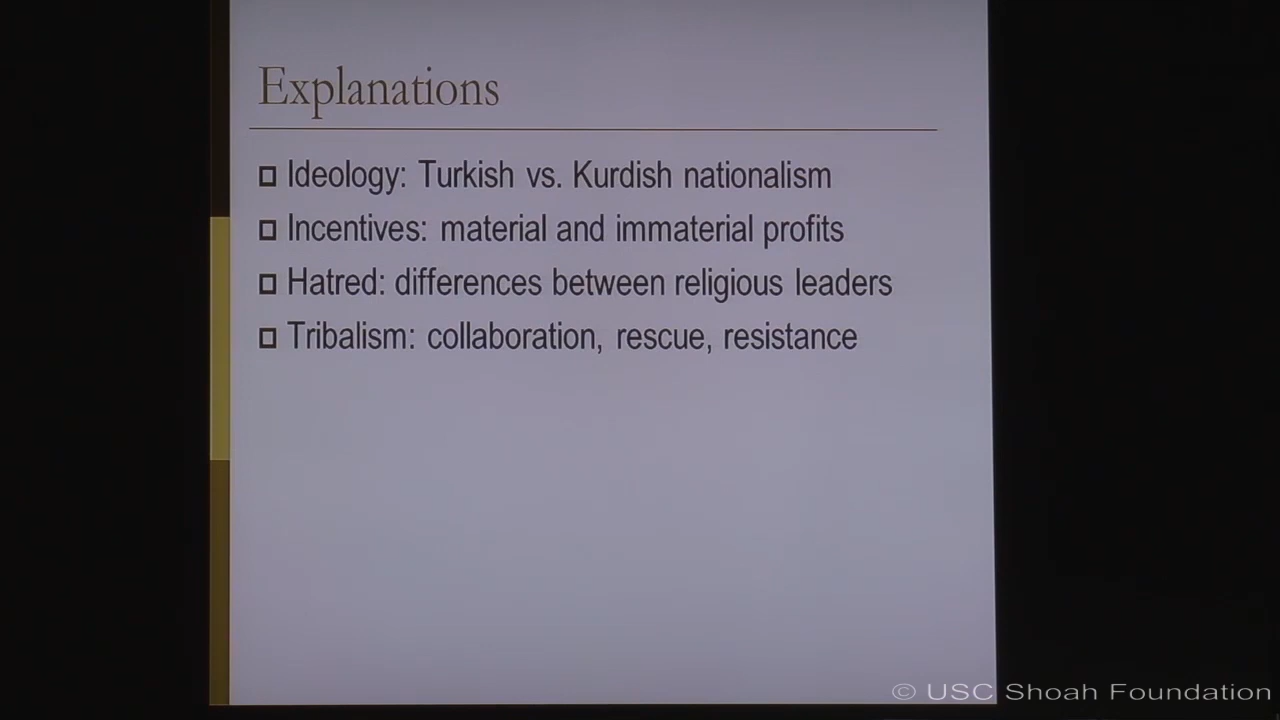 Explanations
Ideology: Turkish vs. Kurdish nationalism
Incentives: material and immaterial profits
Hatred: differences between religious leaders
Tribalism: collaboration, rescue, resistance
© USC Shoah Foundation